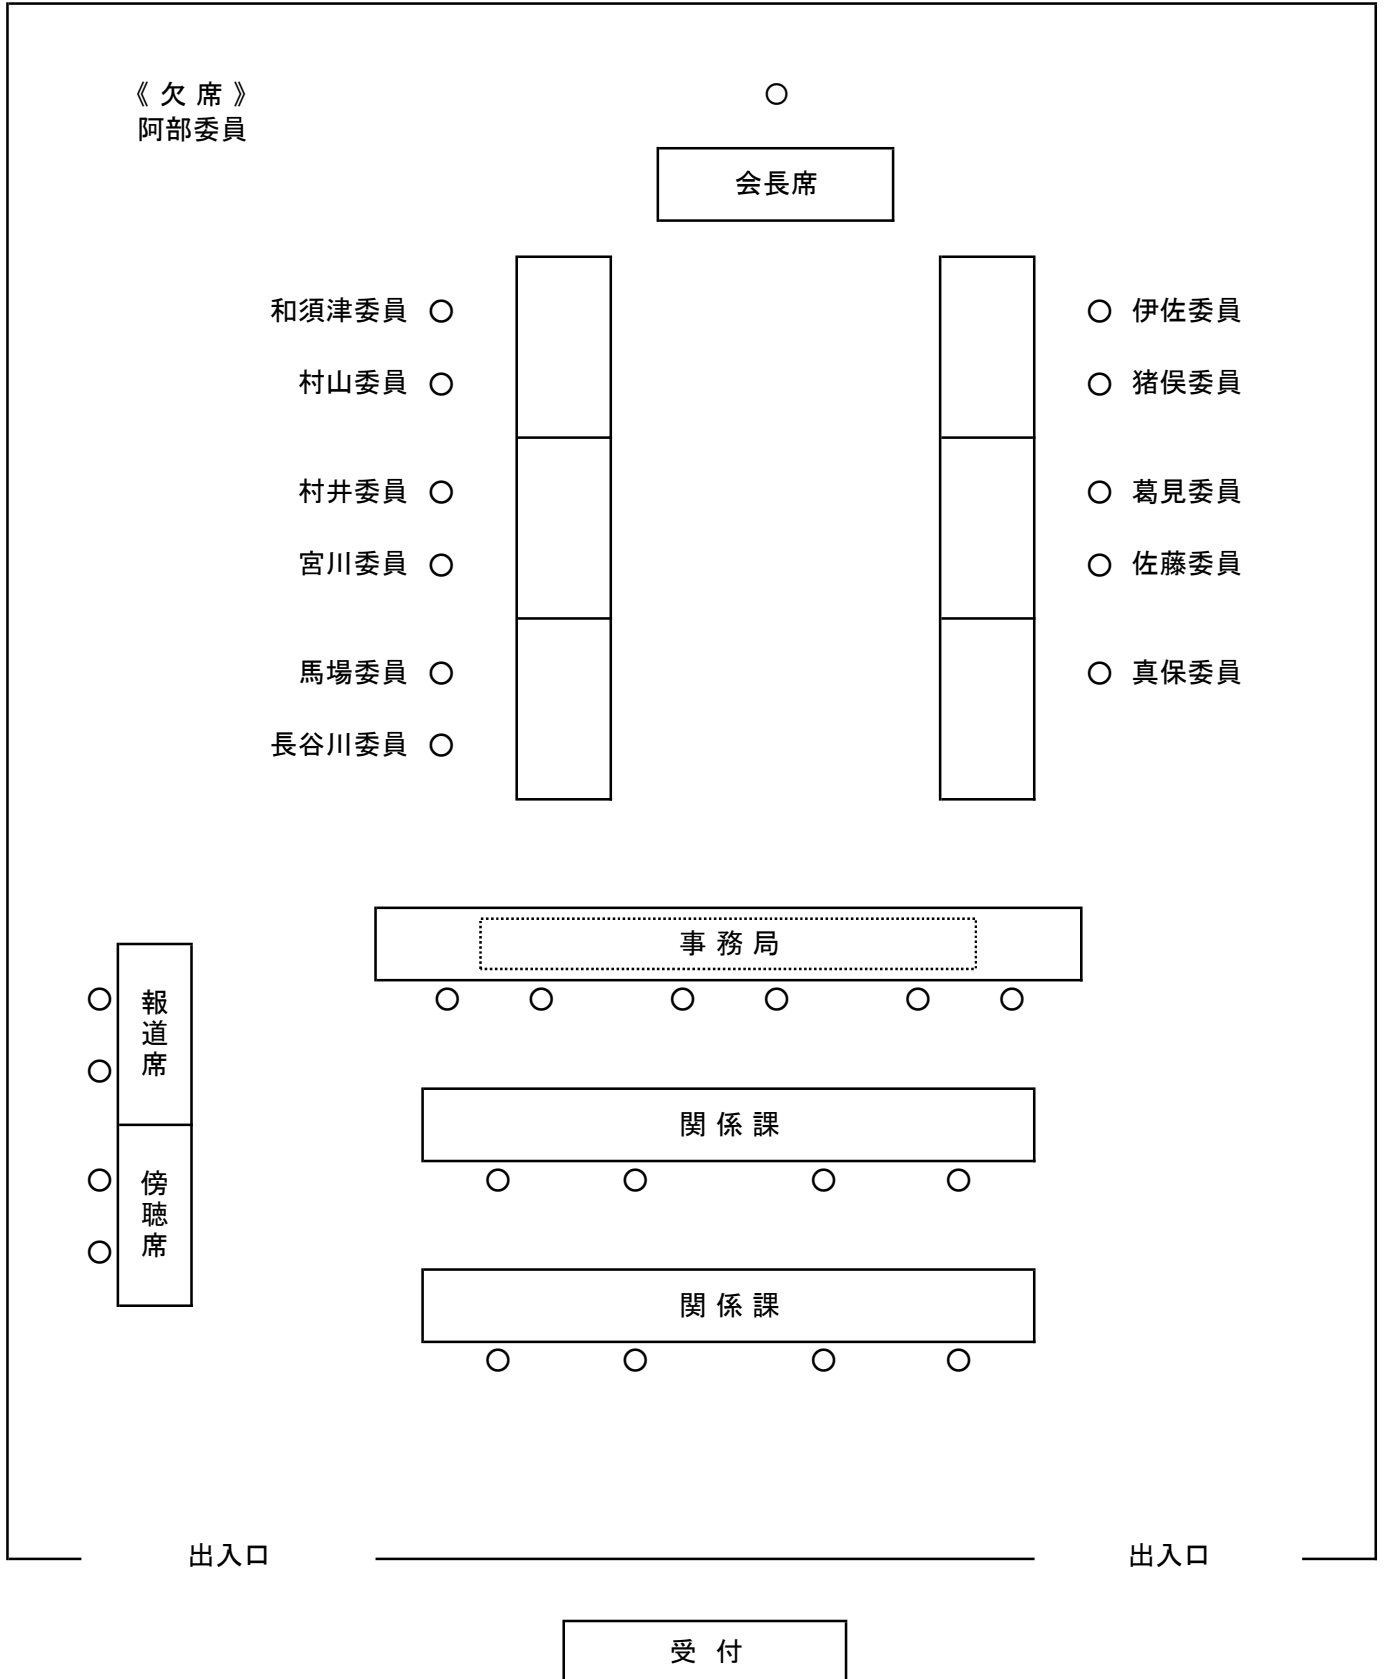 《 欠 席 》
阿部委員
会長席
和須津委員 ○
○ 伊佐委員
村山委員 ○
○ 猪俣委員
村井委員 ○
○ 葛見委員
宮川委員 ○
○ 佐藤委員
馬場委員 ○
○ 真保委員
長谷川委員 ○
事 務 局
報道席
関 係 課
傍聴席
関 係 課
出入口
出入口
受 付